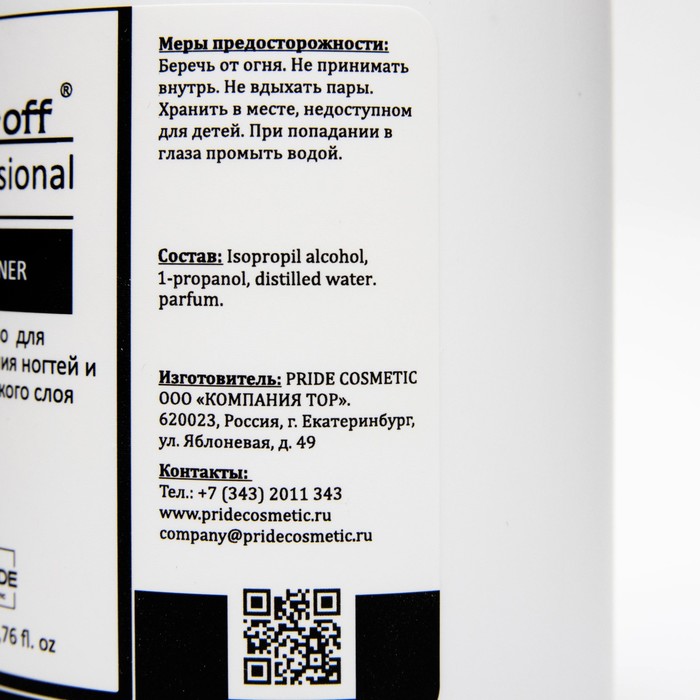 off ®
sional
NER
для
ногтей и
слоя
76 fl. oz
Меры предосторожности:
Беречь от огня. Не принимать
внутрь. Не вдыхать пары.
Хранить в месте, недоступном
для детей. При попадании в
глаза промыть водой.
Состав: Isopropil alcohol,
1-propanol, distilled water.
parfum.
Изготовитель: PRIDE COSMETIC
ООО «КОМПАНИЯ ТОР».
620023, Россия, г. Екатеринбург,
ул. Яблоневая, д. 49
Контакты:
Тел.: +7 (343) 2011 343
www.pridecosmetic.ru
company@pridecosmetic.ru